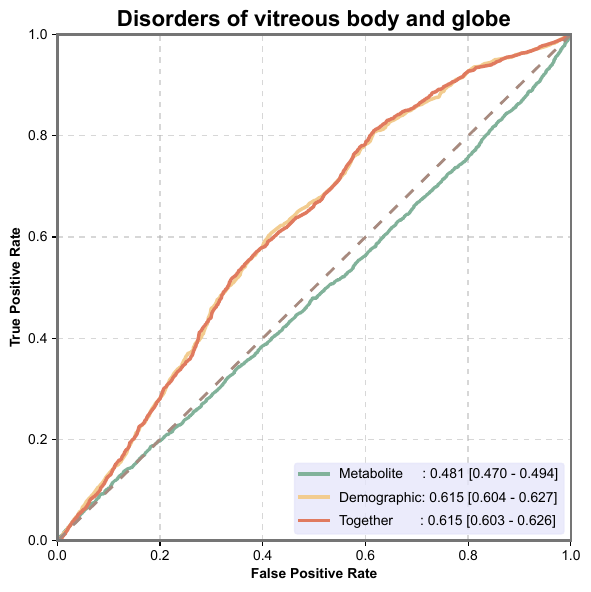 Disorders of vitreous body and globe
True Positive Rate
1.0
0.8
0.6
0.4
0.2
0.0
Metabolite : 0.481 [0.470 - 0.494]
Demographic: 0.615 [0.604 - 0.627]
Together : 0.615 [0.603 - 0.626]
0.0 0.2 0.4 0.6 0.8 1.0
False Positive Rate